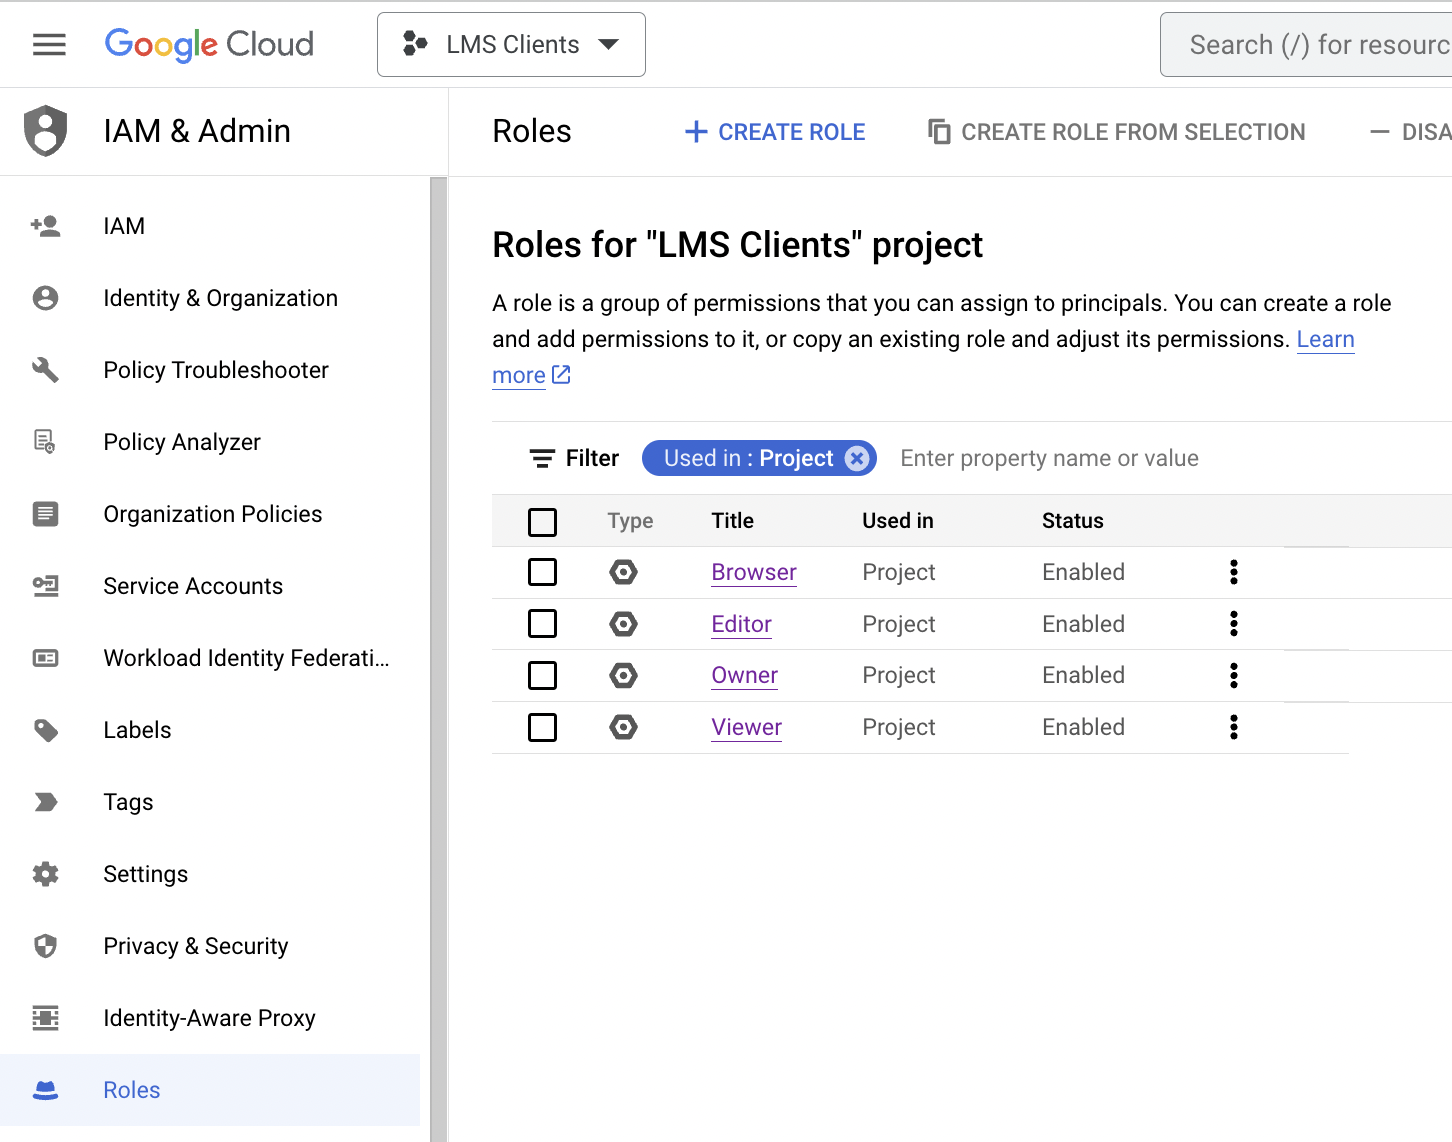 Google Cloud
LMS Clients
Search (/) for resourc
IAM & Admin
Roles
CREATE ROLE
CREATE ROLE FROM SELECTION
DISA
IAM
Identity & Organization
Policy Troubleshooter
Policy Analyzer
Organization Policies
Service Accounts
Workload Identity Federati...
Labels
Tags
Settings
Privacy & Security
Identity-Aware Proxy
Roles
Roles for "LMS Clients" project
A role is a group of permissions that you can assign to principals. You can create a role
and add permissions to it, or copy an existing role and adjust its permissions. Learn
more
Filter Used in : Project Enter property name or value
Type Title Used in Status
Browser Project Enabled
Editor Project Enabled
Owner Project Enabled
Viewer Project Enabled